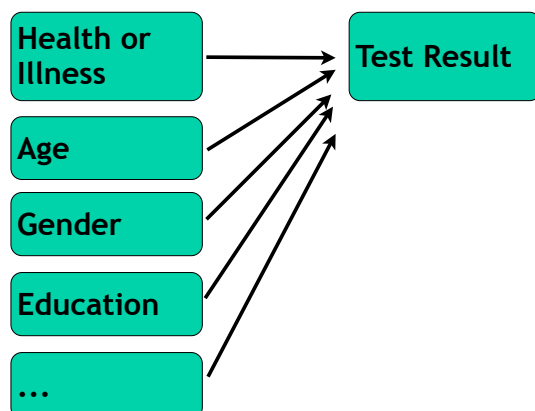 Health or
Illness
Test Result
Age
Gender
Education
...